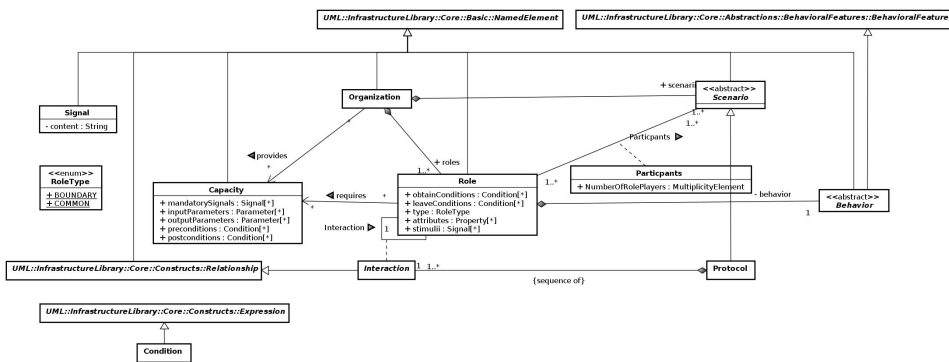 UML::InfrastructureLibrary::Core::Basic::NamedElement
UML::InfrastructureLibrary::Core::Abstractions::BehavioralFeatures::BehavioralFeature
Signal
- content : String
Organization
+ scenari
<<abstract>>
Scenario
1..*
1..*
*
provides
*
+ roles
1..*
Particpants
1..*
<<enum>>
RoleType
+ BOUNDARY
+ COMMON
Capacity
+ mandatorySignals : Signal[*]
+ inputParameters : Parameter[*]
+ outputParameters : Parameter[*]
+ preconditions : Condition[*]
+ postconditions : Condition[*]
requires
*
*
Role
+ obtainConditions : Condition[*]
+ leaveConditions : Condition[*]
+ type : RoleType
+ attributes : Property[*]
+ stimulii : Signal[*]
Particpants
+ NumberOfRolePlayers : MultiplicityElement
- behavior
1
<<abstract>>
Behavior
Interaction
1
UML::InfrastructureLibrary::Core::Constructs::Relationship
Interaction
1
1..*
{sequence of}
Protocol
UML::InfrastructureLibrary::Core::Constructs::Expression
Condition